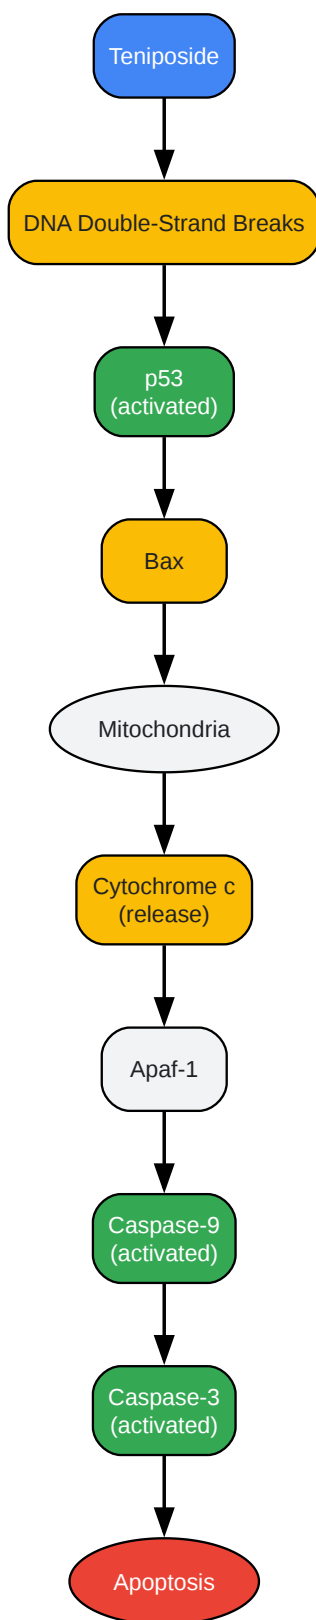 Teniposide
DNA Double-Strand Breaks
p53
(activated)
Bax
Mitochondria
Cytochrome c
(release)
Apaf-1
Caspase-9
(activated)
Caspase-3
(activated)
Apoptosis